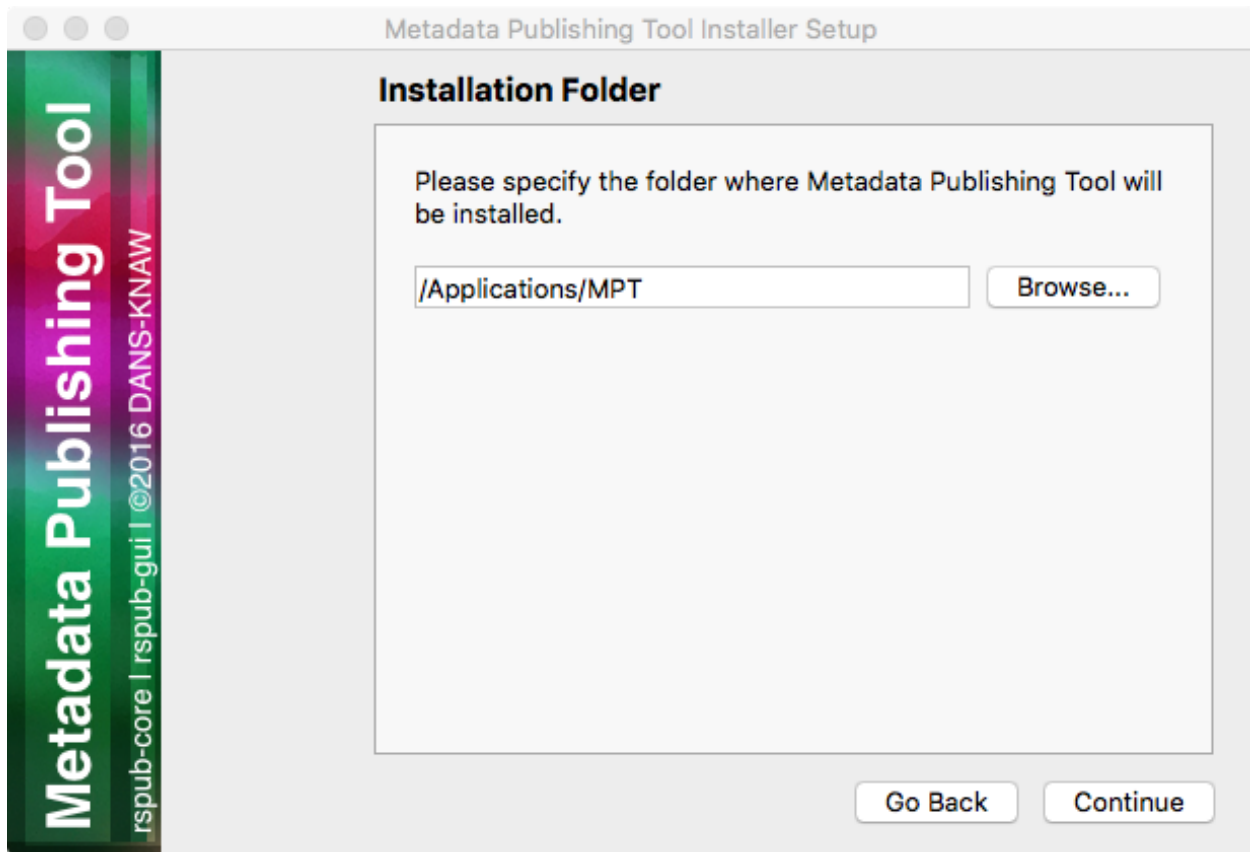 Metadata Publishing Tool Installer Setup
Metadata Publishing Tool
rspub-core | rspub-gui | ©2016 DANS-KNAW
Installation Folder
Please specify the folder where Metadata Publishing Tool will
be installed.
/Applications/MPT
Browse...
Go Back
Continue